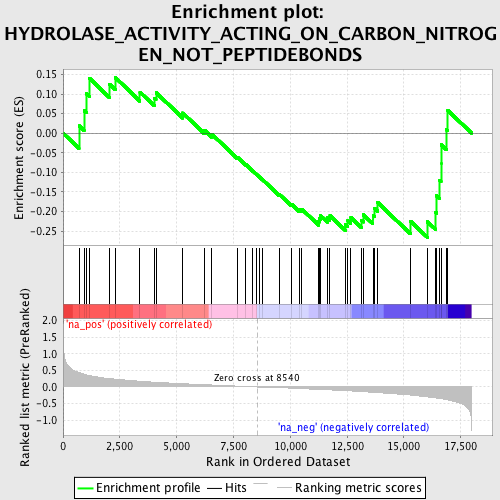 Enrichment plot:
HYDROLASE_ACTIVITY_ACTING_ON_CARBON_NITROG
EN_NOT_PEPTIDEBONDS
Enrichment score (ES)
0.15
0.10
0.05
0.00
-0.05
-0.10
-0.15
-0.20
-0.25
'na_pos' (positively correlated)
Ranked list metric (PreRanked)
2.0
1.5
1.0
0.5
0.0
-0.5
-1.0
Zero cross at 8540
'na_neg' (negatively correlated)
0 2,500 5,000 7,500 10,000 12,500 15,000 17,500
Rank in Ordered Dataset
Enrichment profile Hits Ranking metric scores